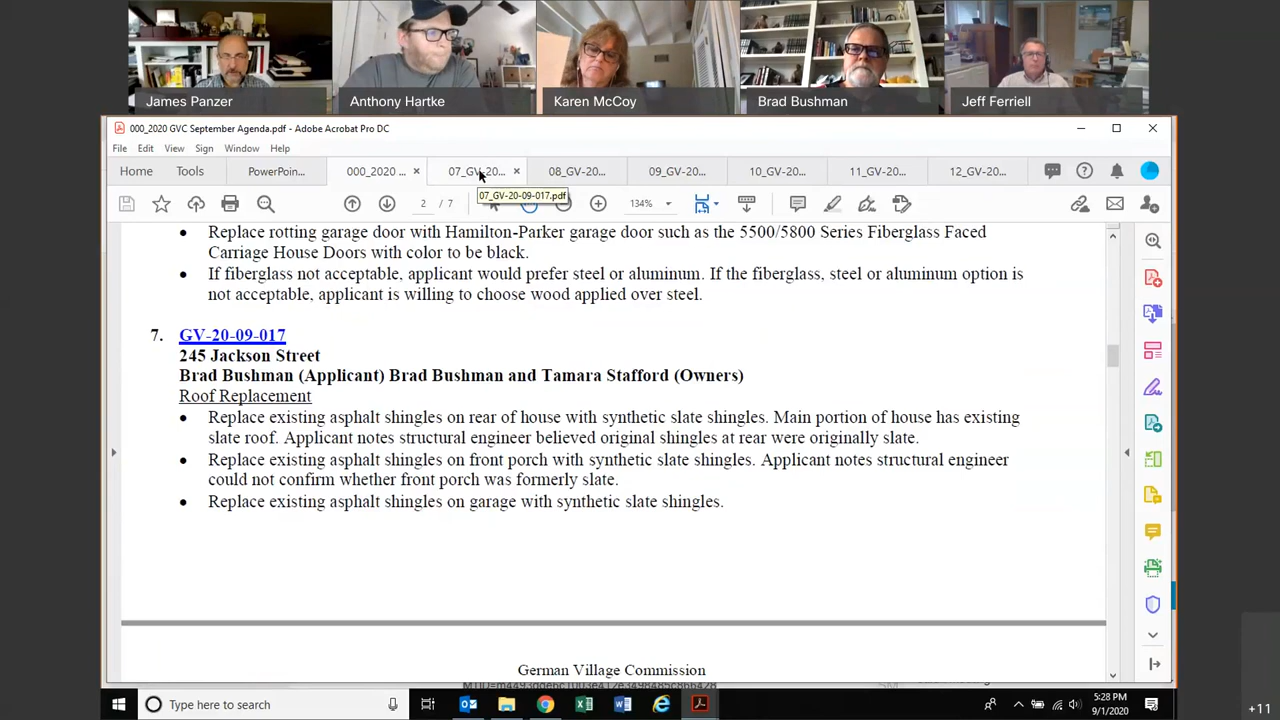 James Panzer
Anthony Hartke
Karen McCoy
Brad Bushman
Jeff Ferriell
000_2020 GVC September Agenda.pdf - Adobe Acrobat Pro DC
File Edit View Sign Window Help
Home Tools PowerPoin... 000_2020 ... 07_GV-20... 08_GV-20... 09_GV-20... 10_GV-20... 11_GV-20... 12_GV-20...
07_GV-20-09-017.pdf
2 / 7 134%
• Replace rotting garage door with Hamilton-Parker garage door such as the 5500/5800 Series Fiberglass Faced
Carriage House Doors with color to be black.
• If fiberglass not acceptable, applicant would prefer steel or aluminum. If the fiberglass, steel or aluminum option is
not acceptable, applicant is willing to choose wood applied over steel.
7. GV-20-09-017
245 Jackson Street
Brad Bushman (Applicant) Brad Bushman and Tamara Stafford (Owners)
Roof Replacement
• Replace existing asphalt shingles on rear of house with synthetic slate shingles. Main portion of house has existing
slate roof. Applicant notes structural engineer believed original shingles at rear were originally slate.
• Replace existing asphalt shingles on front porch with synthetic slate shingles. Applicant notes structural engineer
could not confirm whether front porch was formerly slate.
• Replace existing asphalt shingles on garage with synthetic slate shingles.
German Village Commission
Type here to search
5:28 PM
9/1/2020
+11